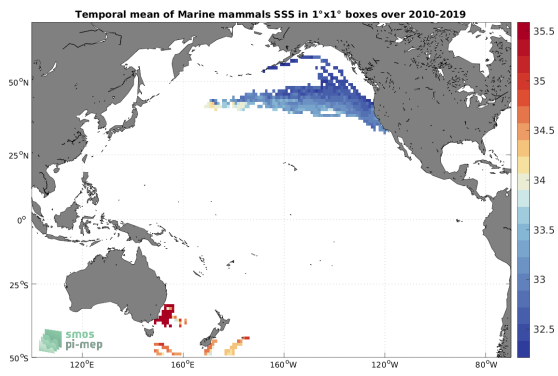 Temporal mean of Marine mammals SSS in 1°x1° boxes over 2010-2019
50°N
25°N
0°
25°S
50°S
120°E
160°E
160°W
120°W
80°W
35.5
35
34.5
34
33.5
33
32.5
smos
pi-mep